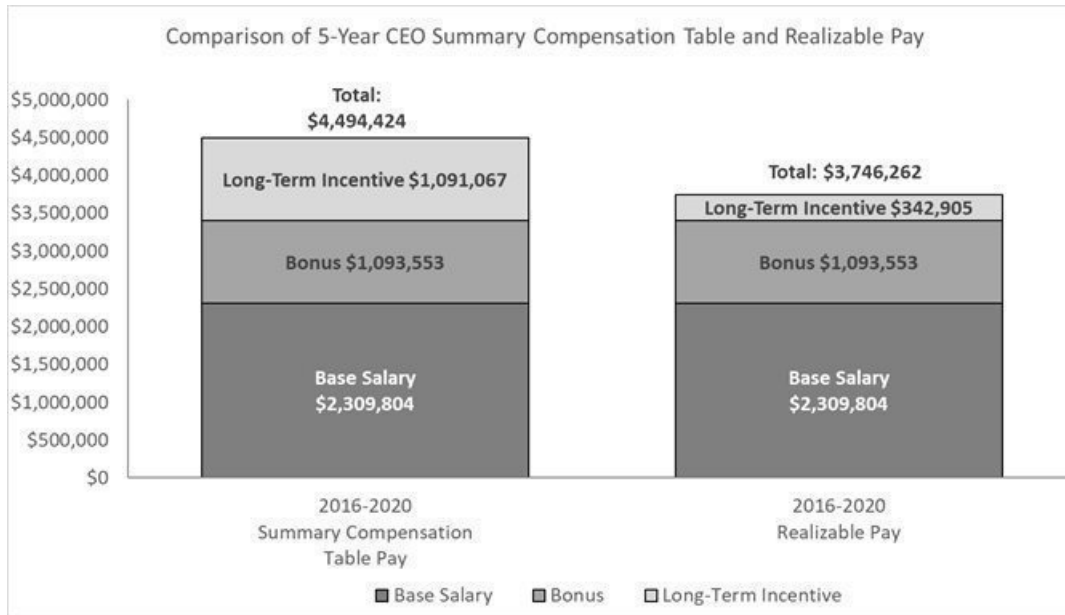 Comparison of 5-Year CEO Summary Compensation Table and Realizable Pay
$5,000,000
$4,500,000
$4,000,000
$3,500,000
$3,000,000
$2,500,000
$2,000,000
$1,500,000
$1,000,000
$500,000
$0
Total:
$4,494,424
Long-Term Incentive $1,091,067
Bonus $1,093,553
Base Salary
$2,309,804
Total: $3,746,262
Long-Term Incentive $342,905
Bonus $1,093,553
Base Salary
$2,309,804
2016-2020
Summary Compensation
Table Pay
2016-2020
Realizable Pay
Base Salary
Bonus
Long-Term Incentive